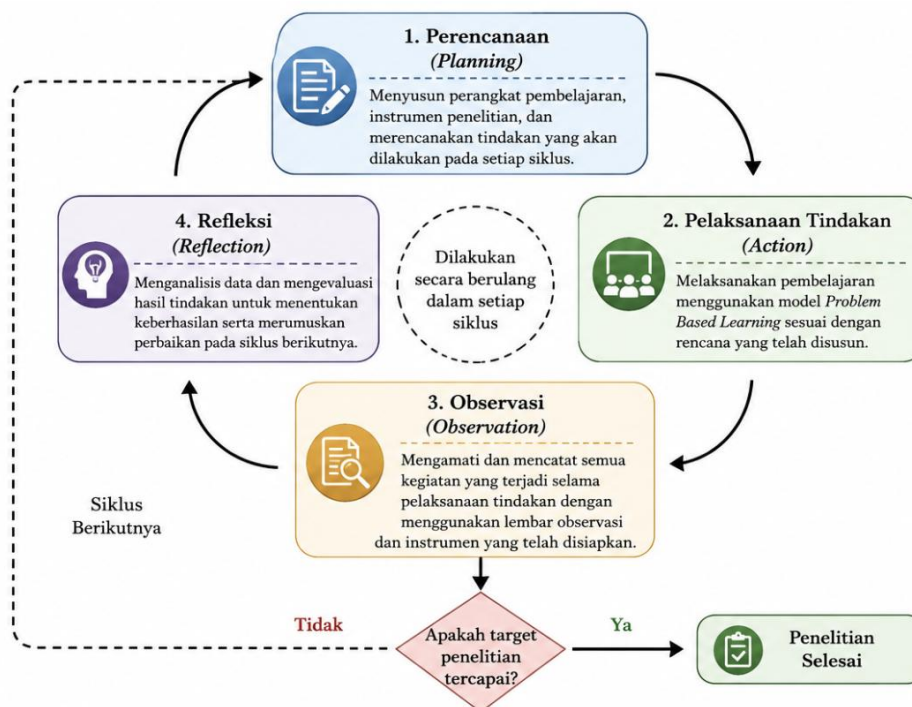 1. Perencanaan
(Planning)
Menyusun perangkat pembelajaran,
instrumen penelitian, dan
merencanakan tindakan yang akan
dilakukan pada setiap siklus.
2. Pelaksanaan Tindakan
(Action)
Melaksanakan pembelajaran
menggunakan model Problem
Based Learning sesuai dengan
rencana yang telah disusun.
3. Observasi
(Observation)
Mengamati dan mencatat semua
kegiatan yang terjadi selama
pelaksanaan tindakan dengan
menggunakan lembar observasi
dan instrumen yang telah disiapkan.
4. Refleksi
(Reflection)
Menganalisis data dan mengevaluasi
hasil tindakan untuk menentukan
keberhasilan serta merumuskan
perbaikan pada siklus berikutnya.
Dilakukan
secara berulang
dalam setiap
siklus
Siklus
Berikutnya
Tidak
Apakah target
penelitian
tercapai?
Ya
Penelitian
Selesai